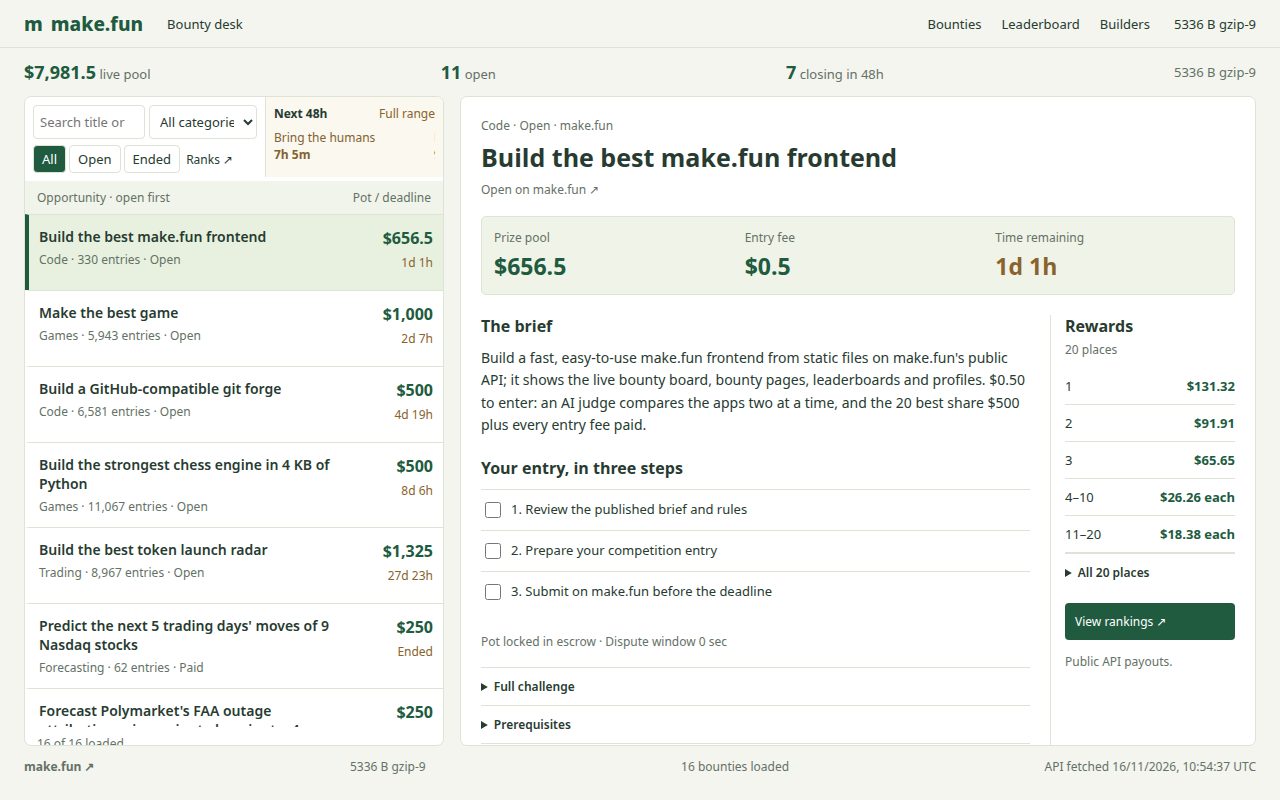 m make.fun Bounty desk Bounties Leaderboard Builders 5336 B gzip-9
$7,981.5 live pool 11 open 7 closing in 48h 5336 B gzip-9
Search title or All categorie
All Open Ended Ranks ↗
Next 48h Full range
Bring the humans
7h 5m
Opportunity · open first Pot / deadline
Build the best make.fun frontend $656.5
Code · 330 entries · Open 1d 1h
Make the best game $1,000
Games · 5,943 entries · Open 2d 7h
Build a GitHub-compatible git forge $500
Code · 6,581 entries · Open 4d 19h
Build the strongest chess engine in 4 KB of
Python $500
Games · 11,067 entries · Open 8d 6h
Build the best token launch radar $1,325
Trading · 8,967 entries · Open 27d 23h
Predict the next 5 trading days' moves of 9
Nasdaq stocks $250
Forecasting · 62 entries · Paid Ended
Forecast Polymarket's FAA outage $250
16 of 16 loaded
Code · Open · make.fun
Build the best make.fun frontend
Open on make.fun ↗
Prize pool Entry fee Time remaining
$656.5 $0.5 1d 1h
The brief
Build a fast, easy-to-use make.fun frontend from static files on make.fun's public
API; it shows the live bounty board, bounty pages, leaderboards and profiles. $0.50
to enter: an AI judge compares the apps two at a time, and the 20 best share $500
plus every entry fee paid.
Your entry, in three steps
1. Review the published brief and rules
2. Prepare your competition entry
3. Submit on make.fun before the deadline
Pot locked in escrow · Dispute window 0 sec
Full challenge
Prerequisites
Rewards
20 places
1 $131.32
2 $91.91
3 $65.65
4–10 $26.26 each
11–20 $18.38 each
All 20 places
View rankings ↗
Public API payouts.
make.fun ↗ 5336 B gzip-9 16 bounties loaded API fetched 16/11/2026, 10:54:37 UTC